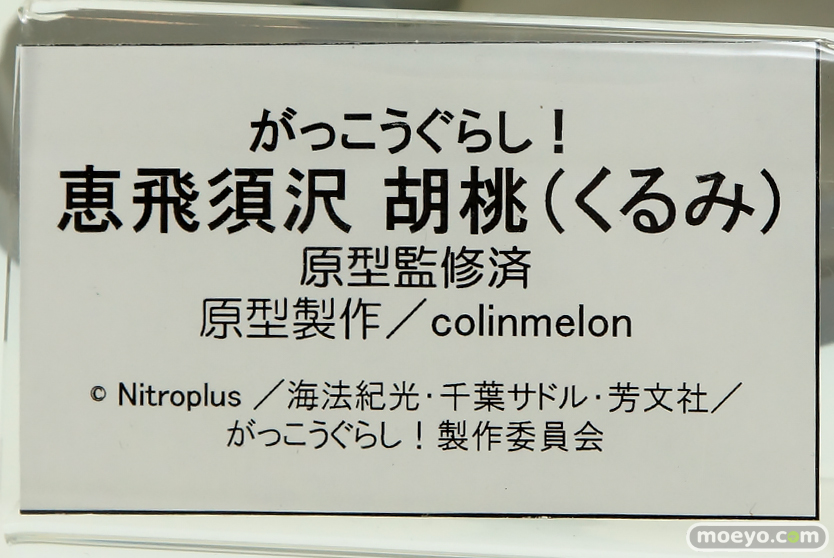 がっこうぐらし！
恵飛須沢 胡桃（くるみ）
原型監修済
原型製作／colinmelon
© Nitroplus ／海法紀光・千葉サドル・芳文社／
がっこうぐらし！製作委員会
moeyo.com